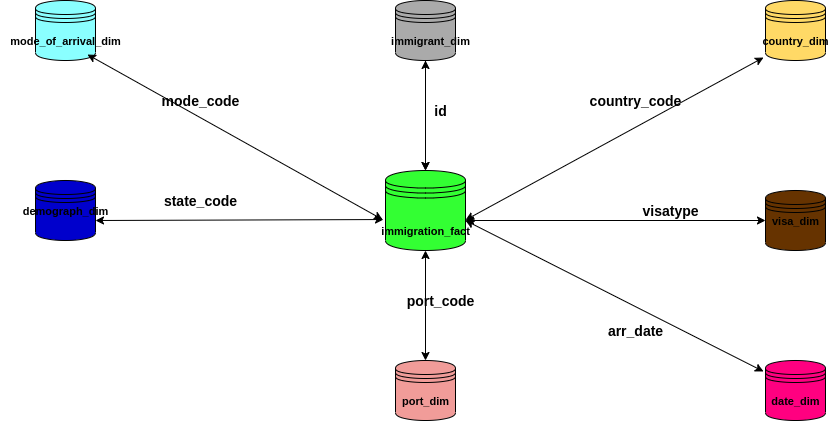 mode_of_arrival_dim
immigrant_dim
country_dim
mode_code
id
country_code
demograph_dim
state_code
immigration_fact
visatype
visa_dim
port_code
arr_date
port_dim
date_dim